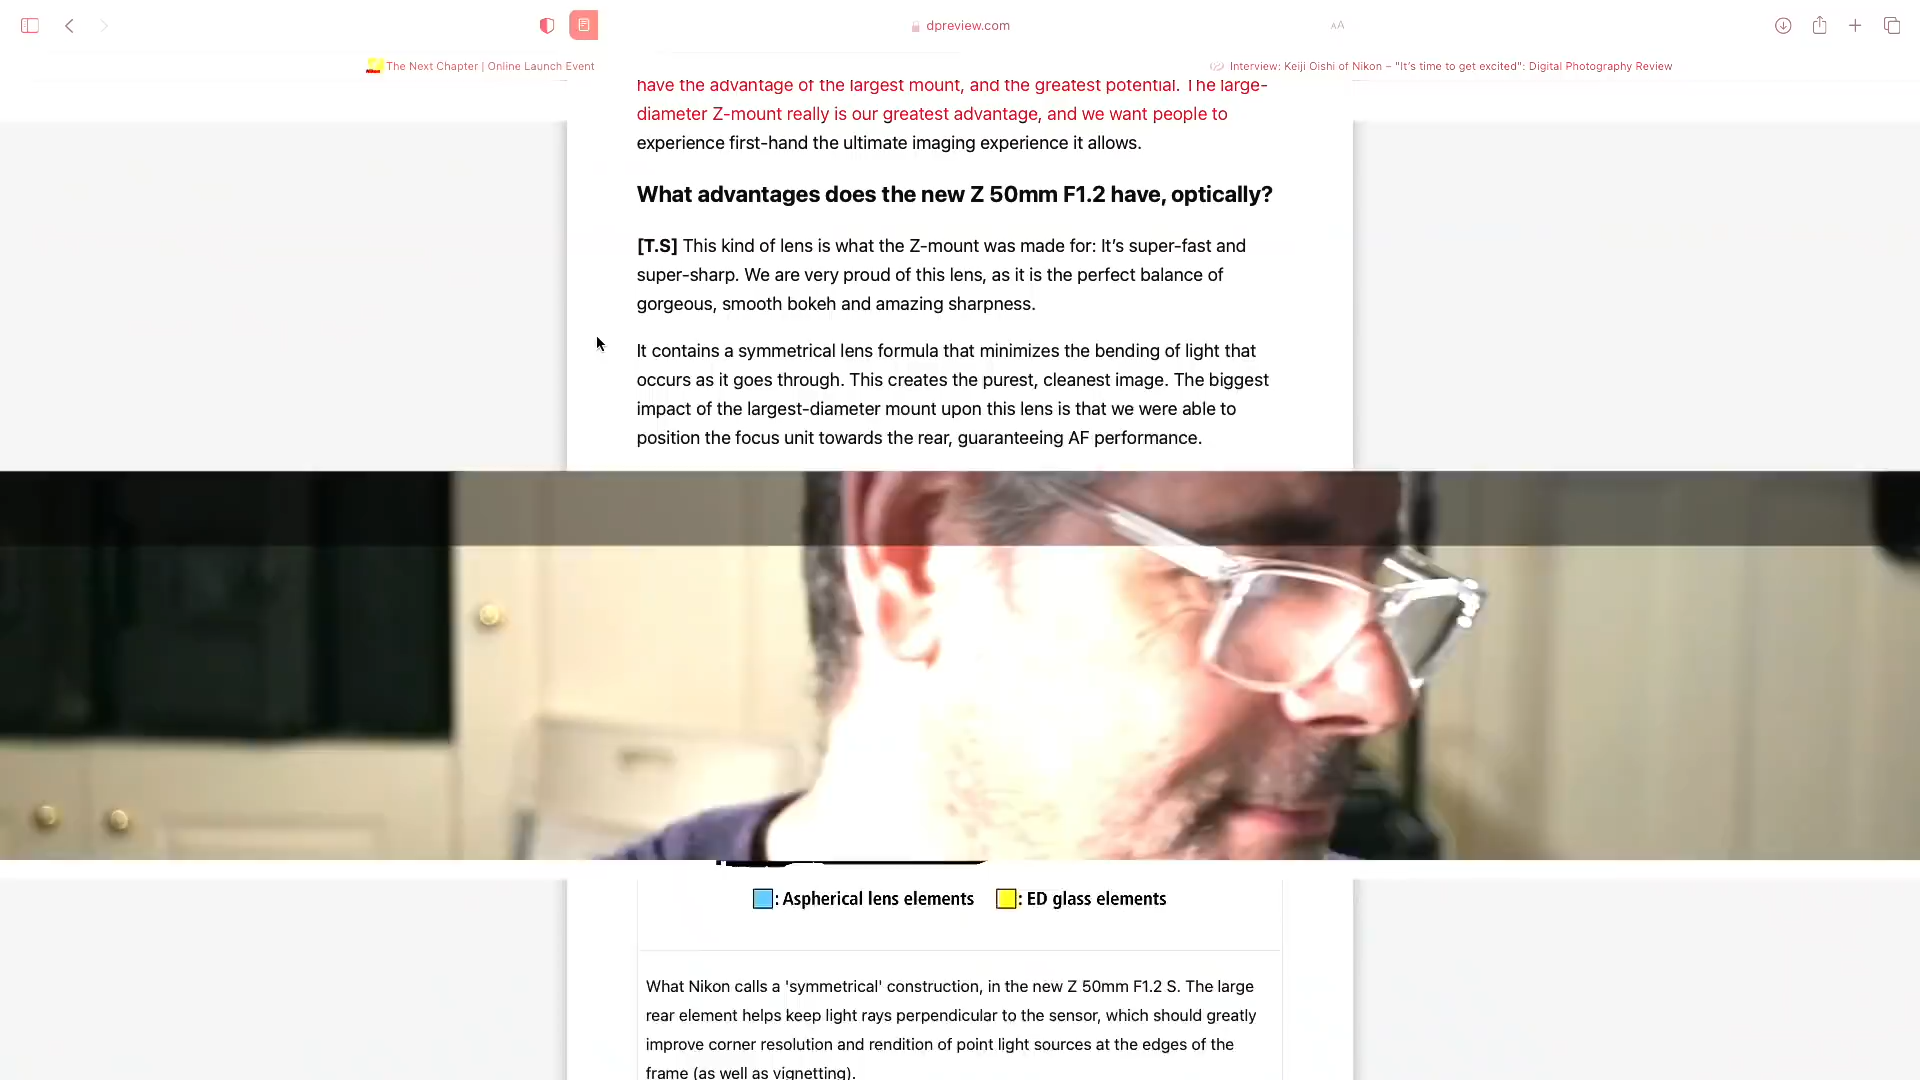 dpreview.com
AA
The Next Chapter | Online Launch Event
Interview: Keiji Oishi of Nikon – "It's time to get excited": Digital Photography Review
have the advantage of the largest mount, and the greatest potential. The large-
diameter Z-mount really is our greatest advantage, and we want people to
experience first-hand the ultimate imaging experience it allows.
What advantages does the new Z 50mm F1.2 have, optically?
[T.S] This kind of lens is what the Z-mount was made for: It's super-fast and
super-sharp. We are very proud of this lens, as it is the perfect balance of
gorgeous, smooth bokeh and amazing sharpness.
It contains a symmetrical lens formula that minimizes the bending of light that
occurs as it goes through. This creates the purest, cleanest image. The biggest
impact of the largest-diameter mount upon this lens is that we were able to
position the focus unit towards the rear, guaranteeing AF performance.
: Aspherical lens elements : ED glass elements
What Nikon calls a 'symmetrical' construction, in the new Z 50mm F1.2 S. The large
rear element helps keep light rays perpendicular to the sensor, which should greatly
improve corner resolution and rendition of point light sources at the edges of the
frame (as well as vignetting).